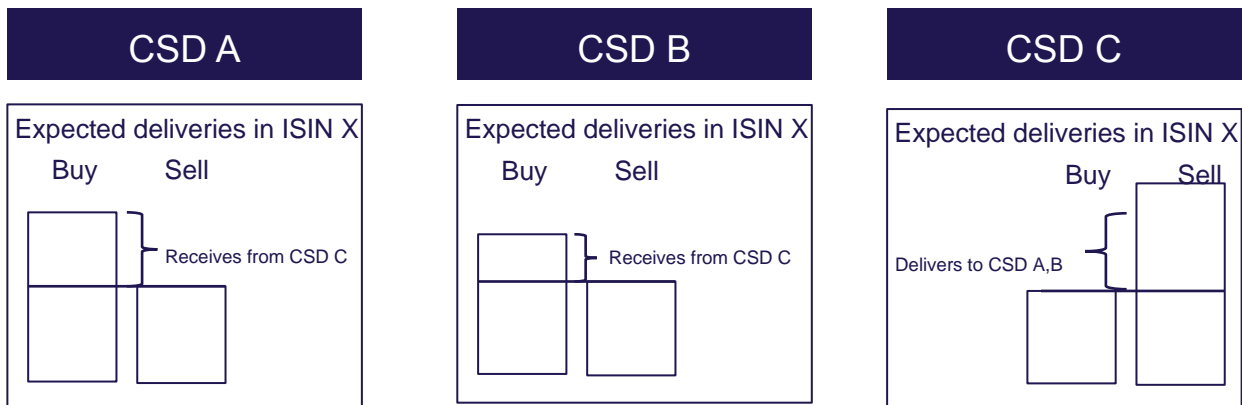 CSD A
Expected deliveries in ISIN X
Buy Sell
Receives from CSD C
CSD B
Expected deliveries in ISIN X
Buy Sell
Receives from CSD C
CSD C
Expected deliveries in ISIN X
Buy Sell
Delivers to CSD A,B